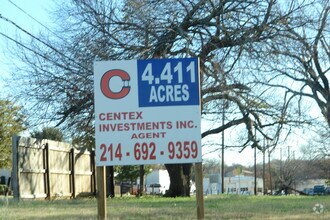 C
4.411
ACRES
CENTEX
INVESTMENTS INC.
AGENT
214 - 692 - 9359